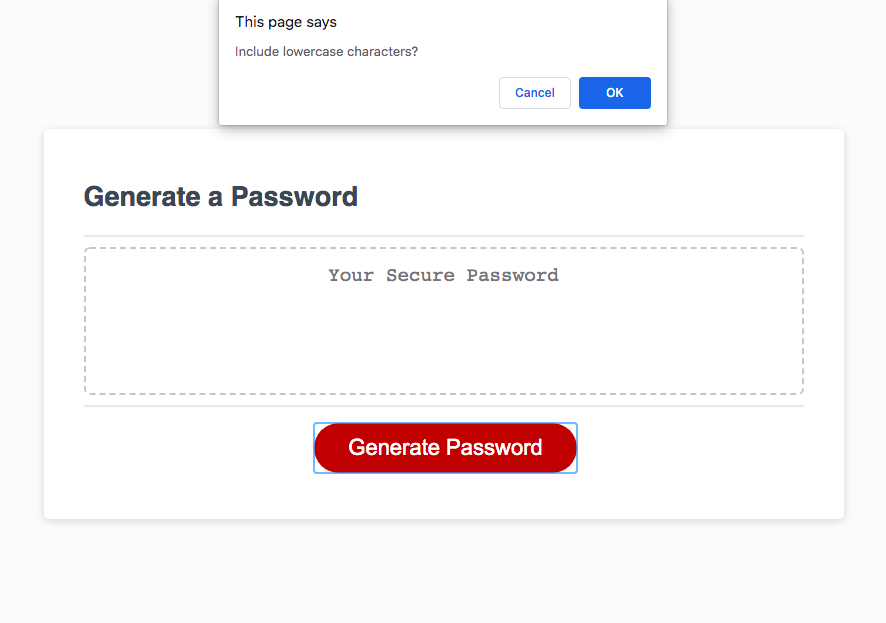 This page says
Include lowercase characters?
Cancel
OK
Generate a Password
Your Secure Password
Generate Password